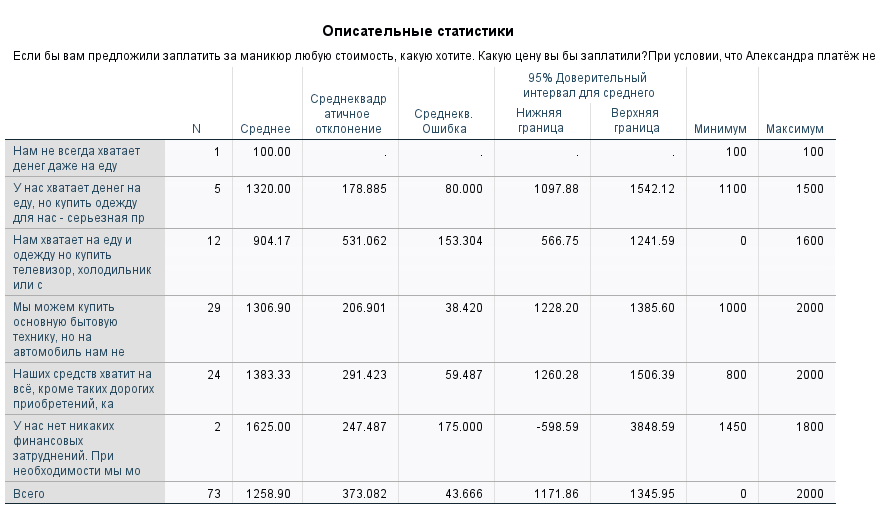 Описательные статистики
Если бы вам предложили заплатить за маникюр любую стоимость, какую хотите. Какую цену вы бы заплатили?При условии, что Александра платёж не
95% Доверительный
интервал для среднего
N
Среднее
Среднеквадр
атичное
отклонение
Среднекв.
Ошибка
Нижняя
граница
Верхняя
граница
Минимум
Максимум
Нам не всегда хватает
денег даже на еду
1 100.00 . . . . 100 100
У нас хватает денег на
еду, но купить одежду
для нас - серьезная пр
5 1320.00 178.885 80.000 1097.88 1542.12 1100 1500
Нам хватает на еду и
одежду но купить
телевизор, холодильник
или с
12 904.17 531.062 153.304 566.75 1241.59 0 1600
Мы можем купить
основную бытовую
технику, но на
автомобиль нам не
29 1306.90 206.901 38.420 1228.20 1385.60 1000 2000
Наших средств хватит на
всё, кроме таких дорогих
приобретений, ка
24 1383.33 291.423 59.487 1260.28 1506.39 800 2000
У нас нет никаких
финансовых
затруднений. При
необходимости мы мо
2 1625.00 247.487 175.000 -598.59 3848.59 1450 1800
Всего 73 1258.90 373.082 43.666 1171.86 1345.95 0 2000